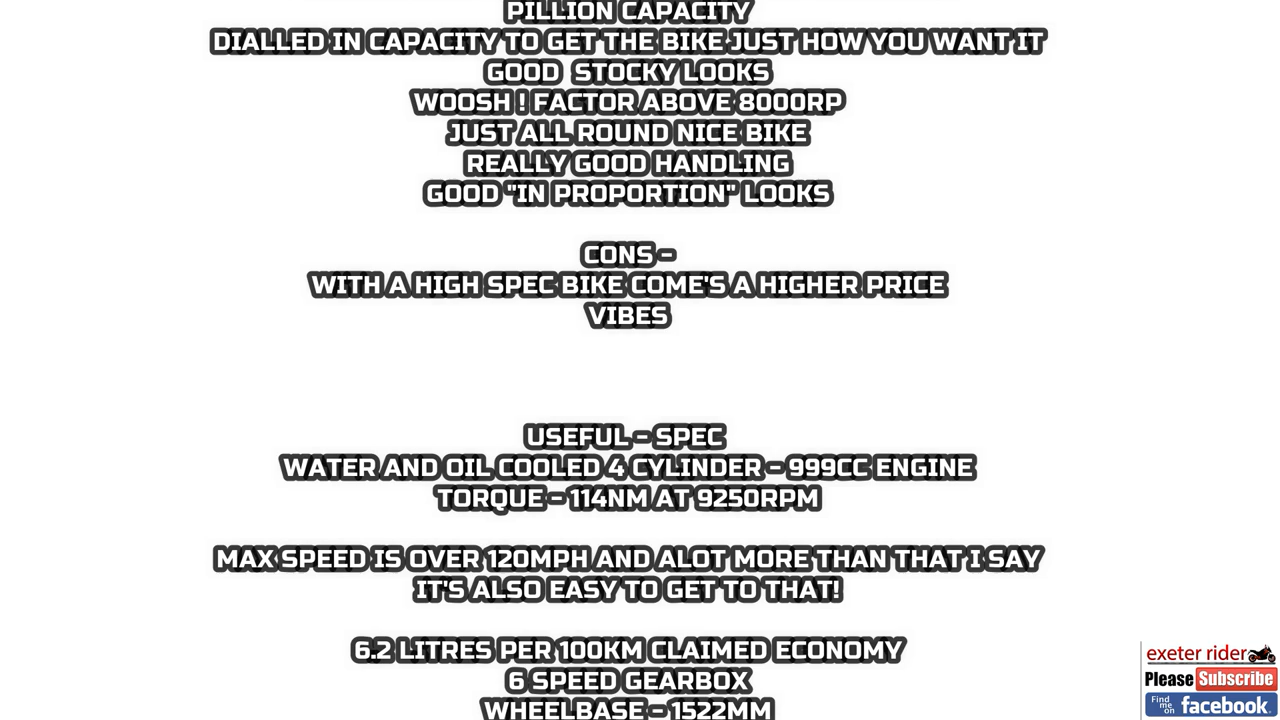 PILLION CAPACITY
DIALLED IN CAPACITY TO GET THE BIKE JUST HOW YOU WANT IT
GOOD STOCKY LOOKS
WOOSH ! FACTOR ABOVE 8000RP
JUST ALL ROUND NICE BIKE
REALLY GOOD HANDLING
GOOD "IN PROPORTION" LOOKS
CONS -
WITH A HIGH SPEC BIKE COME'S A HIGHER PRICE
VIBES
USEFUL - SPEC
WATER AND OIL COOLED 4 CYLINDER - 999CC ENGINE
TORQUE - 114NM AT 9250RPM
MAX SPEED IS OVER 120MPH AND ALOT MORE THAN THAT I SAY
IT'S ALSO EASY TO GET TO THAT!
6.2 LITRES PER 100KM CLAIMED ECONOMY
6 SPEED GEARBOX
WHEELBASE - 1522MM
exeter rider
Please Subscribe
Find me on facebook